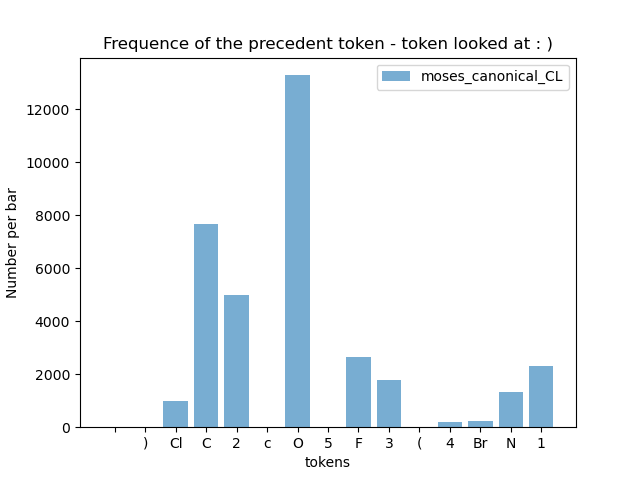 Frequence of the precedent token - token looked at : )
moses_canonical_CL
Number per bar
12000
10000
8000
6000
4000
2000
0
) Cl C 2 c O 5 F 3 ( 4 Br N 1
tokens